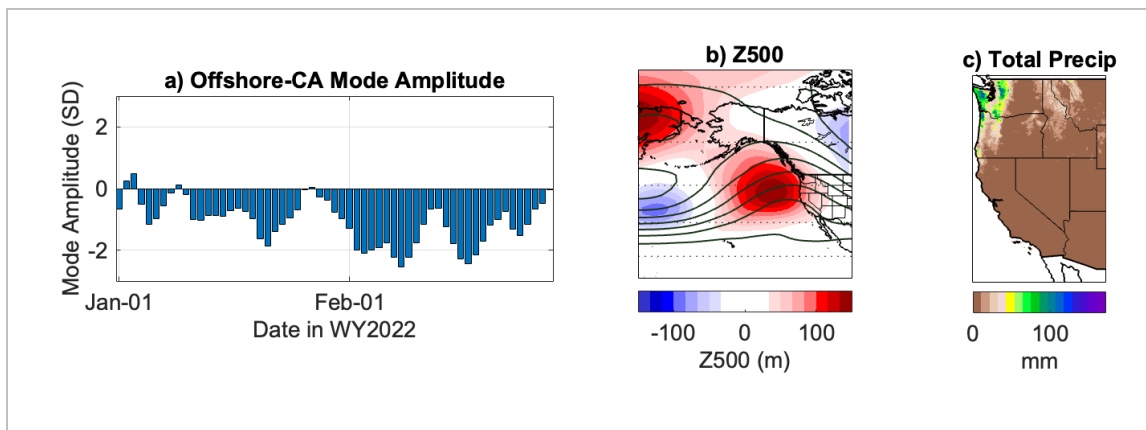 a) Offshore-CA Mode Amplitude
Mode Amplitude (SD)
2
0
-2
Jan-01
Feb-01
Date in WY2022
b) Z500
-100
0
100
Z500 (m)
c) Total Precip
0
100
mm